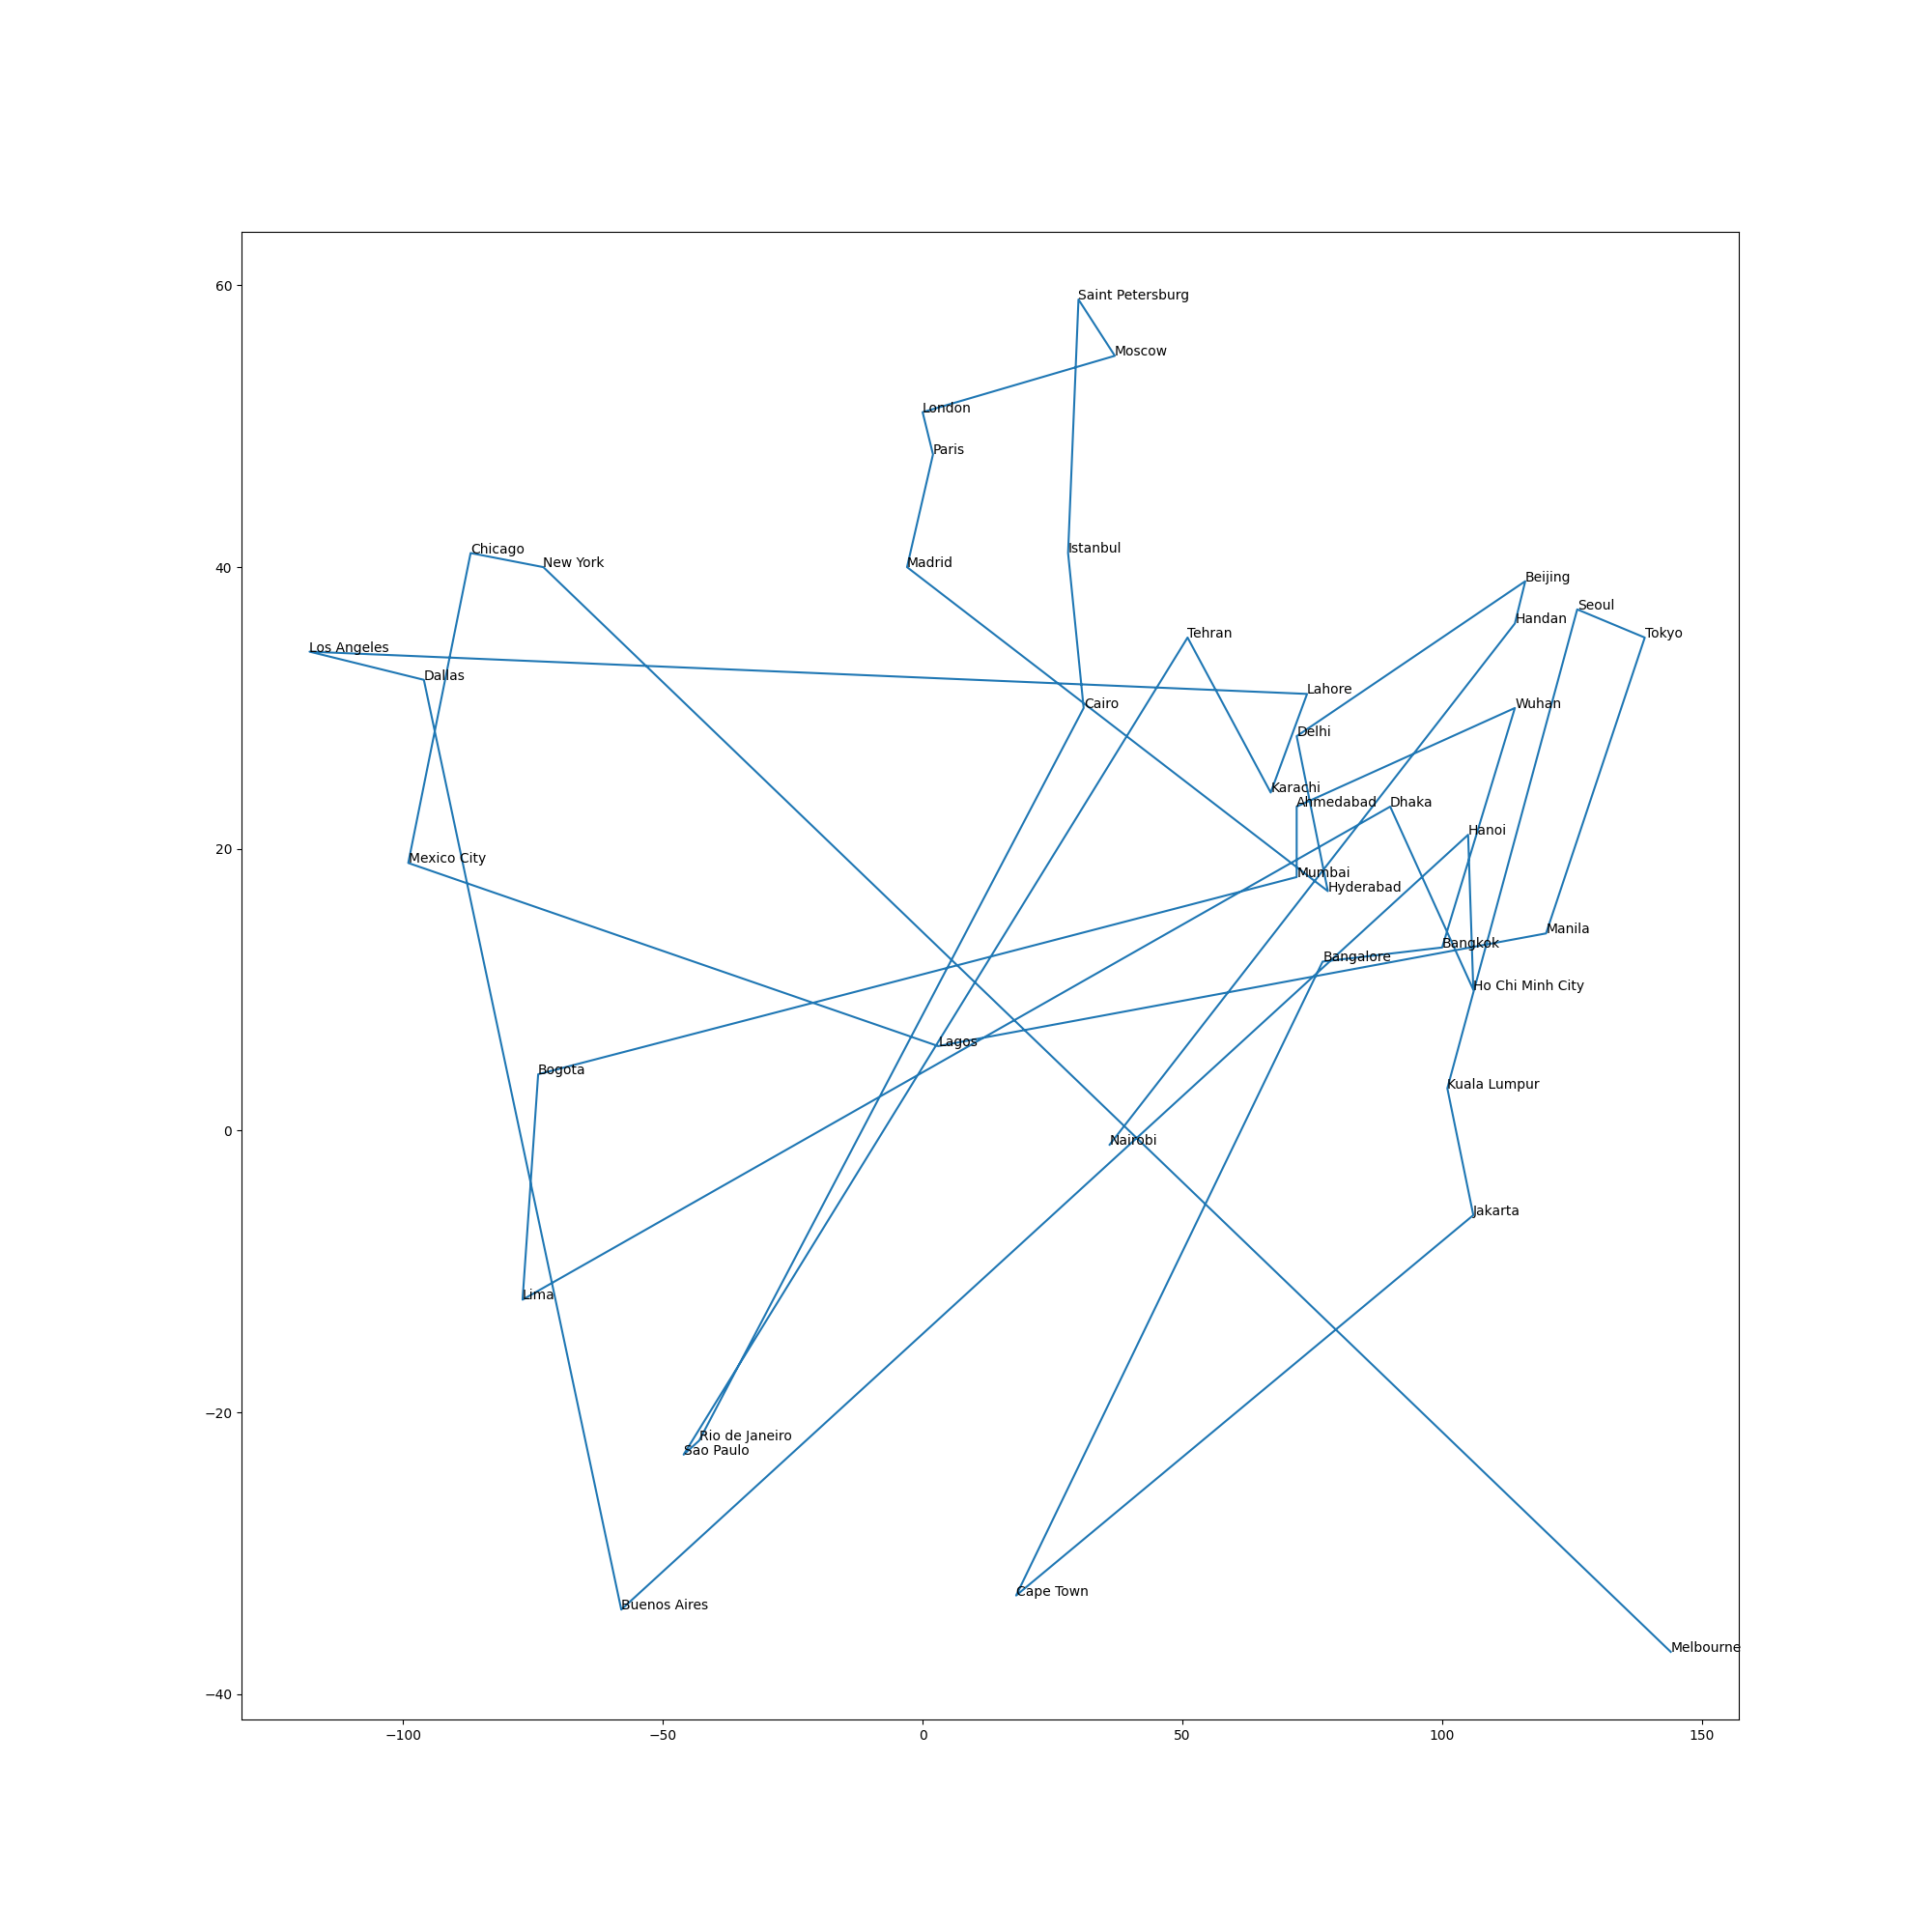 60
Saint Petersburg
Moscow
London
Paris
Chicago
New York
Madrid
Istanbul
40
Beijing
Seoul
Handan
Tehran
Tokyo
Los Angeles
Dallas
Lahore
Cairo
Wuhan
Delhi
Karachi
Ahmedabad
Dhaka
Hanoi
20
Mexico City
Mumbai
Hyderabad
Manila
Bangkok
Bangalore
Ho Chi Minh City
Lagos
Bogota
Kuala Lumpur
0
Nairobi
Jakarta
Lima
−20
Rio de Janeiro
Sao Paulo
Cape Town
Buenos Aires
Melbourne
−40
−100 −50 0 50 100 150